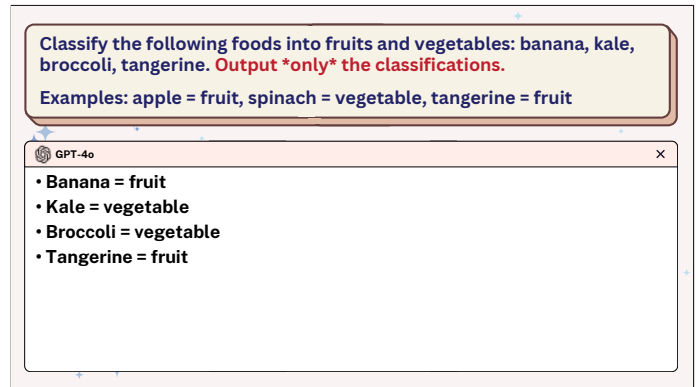 Classify the following foods into fruits and vegetables: banana, kale,
broccoli, tangerine. Output *only* the classifications.
Examples: apple = fruit, spinach = vegetable, tangerine = fruit
GPT-4o
• Banana = fruit
• Kale = vegetable
• Broccoli = vegetable
• Tangerine = fruit